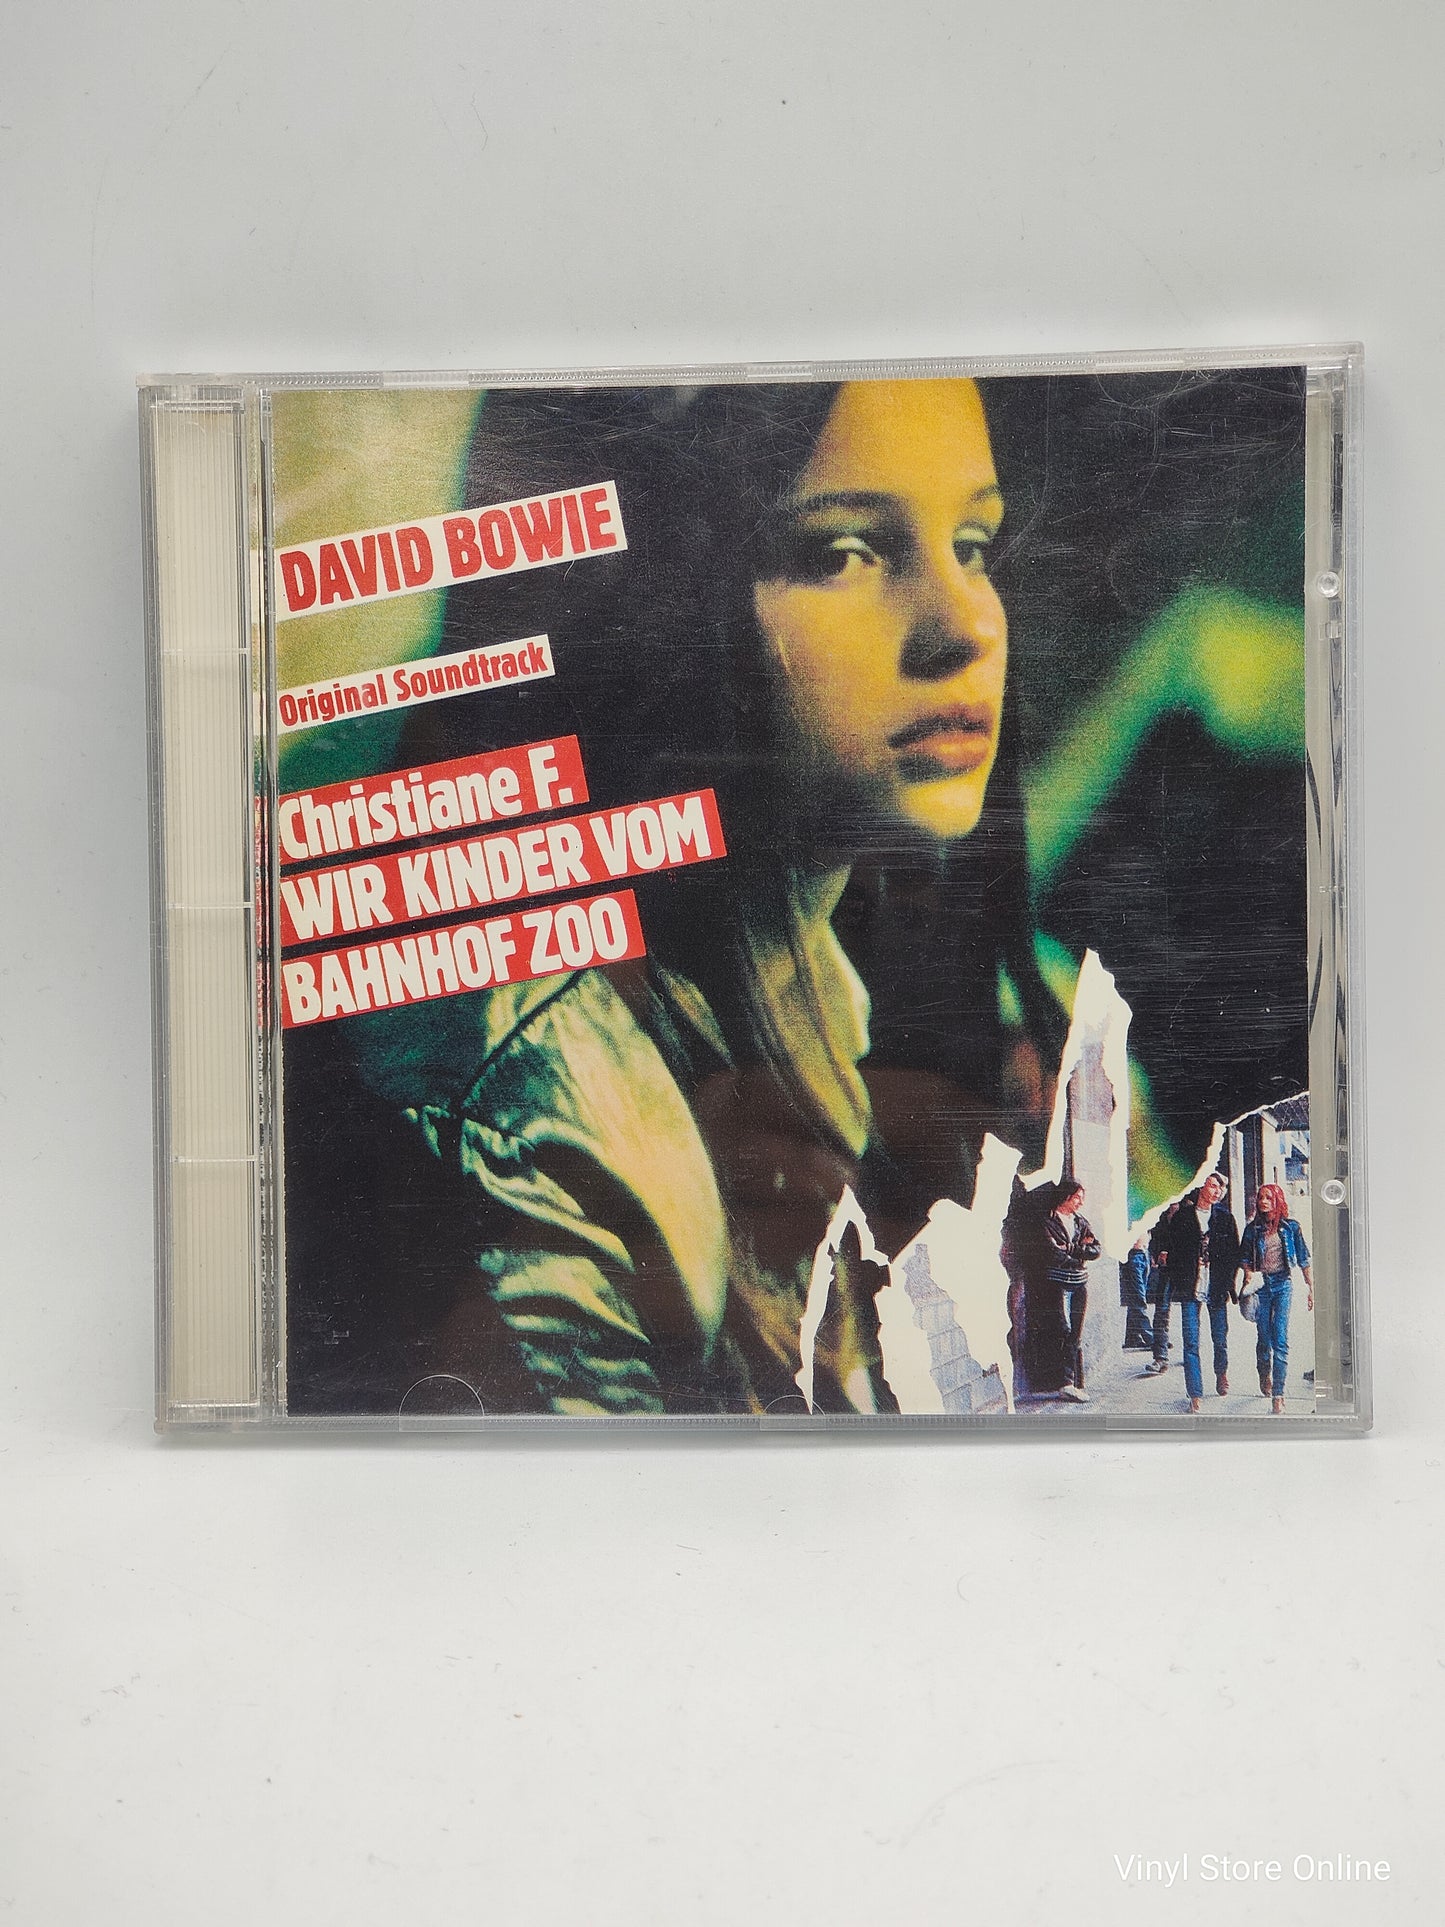 DAVID BOWIE
Original Soundtrack
Christiane F.
WIR KINDER VOM
BAHNHOF ZOO
Vinyl Store Online